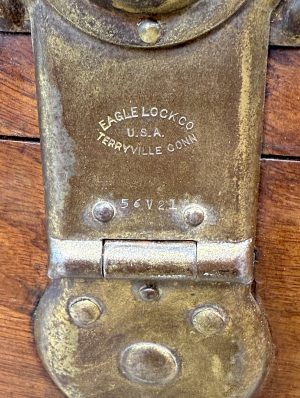 EAGLE LOCK CO.
U.S.A.
TERRYVILLE CONN
56V21